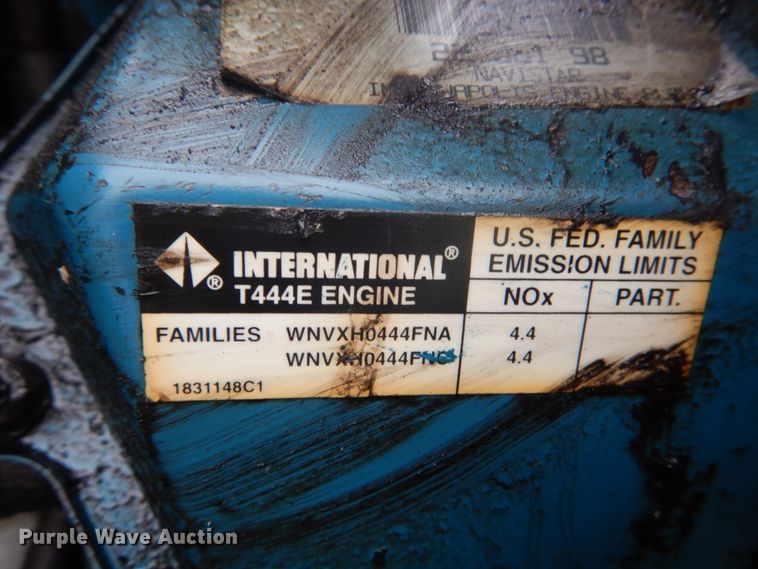 98
NAVISTAR
ENGINE
INTERNATIONAL®
®
T444E ENGINE
U.S. FED. FAMILY
EMISSION LIMITS
NOx PART.
FAMILIES WNVXH0444FNA 4.4
4.4
1831148C1
Purple Wave Auction®